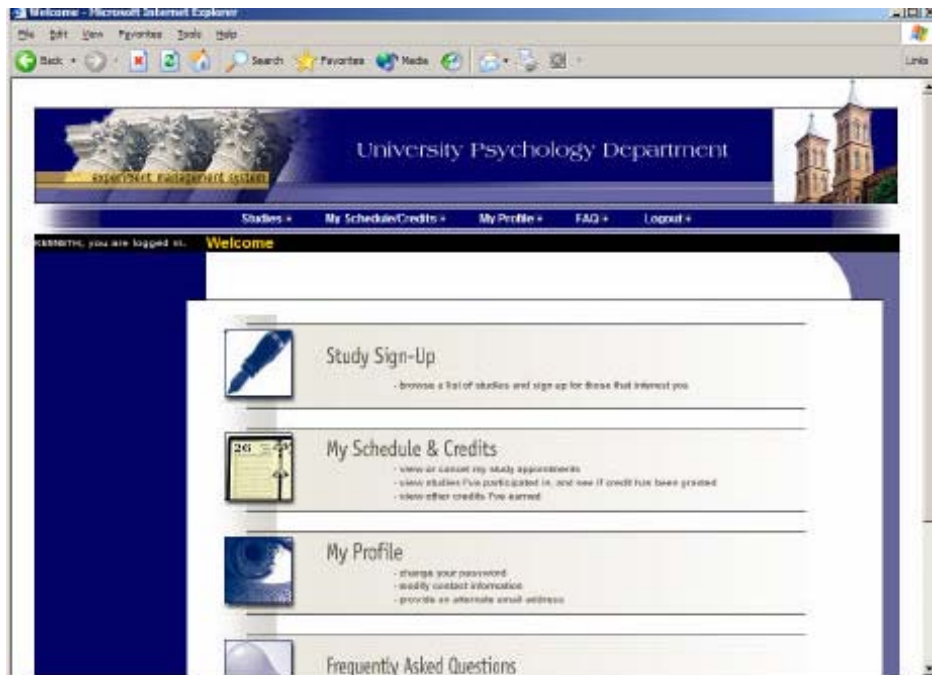 Welcome - Microsoft Internet Explorer
File Edit View Favorites Tools Help
Back Search Favorites Media Links
University Psychology Department
experiment management system
Studies + My Schedule/Credits + My Profile + FAQ + Logout +
KENNETH, you are logged in. Welcome
Study Sign-Up
- browse a list of studies and sign up for those that interest you
26
My Schedule & Credits
- view or cancel my study appointments
- view studies I've participated in, and see if credit has been granted
- view other credits I've earned
My Profile
- change your password
- modify contact information
- provide an alternate email address
Frequently Asked Questions